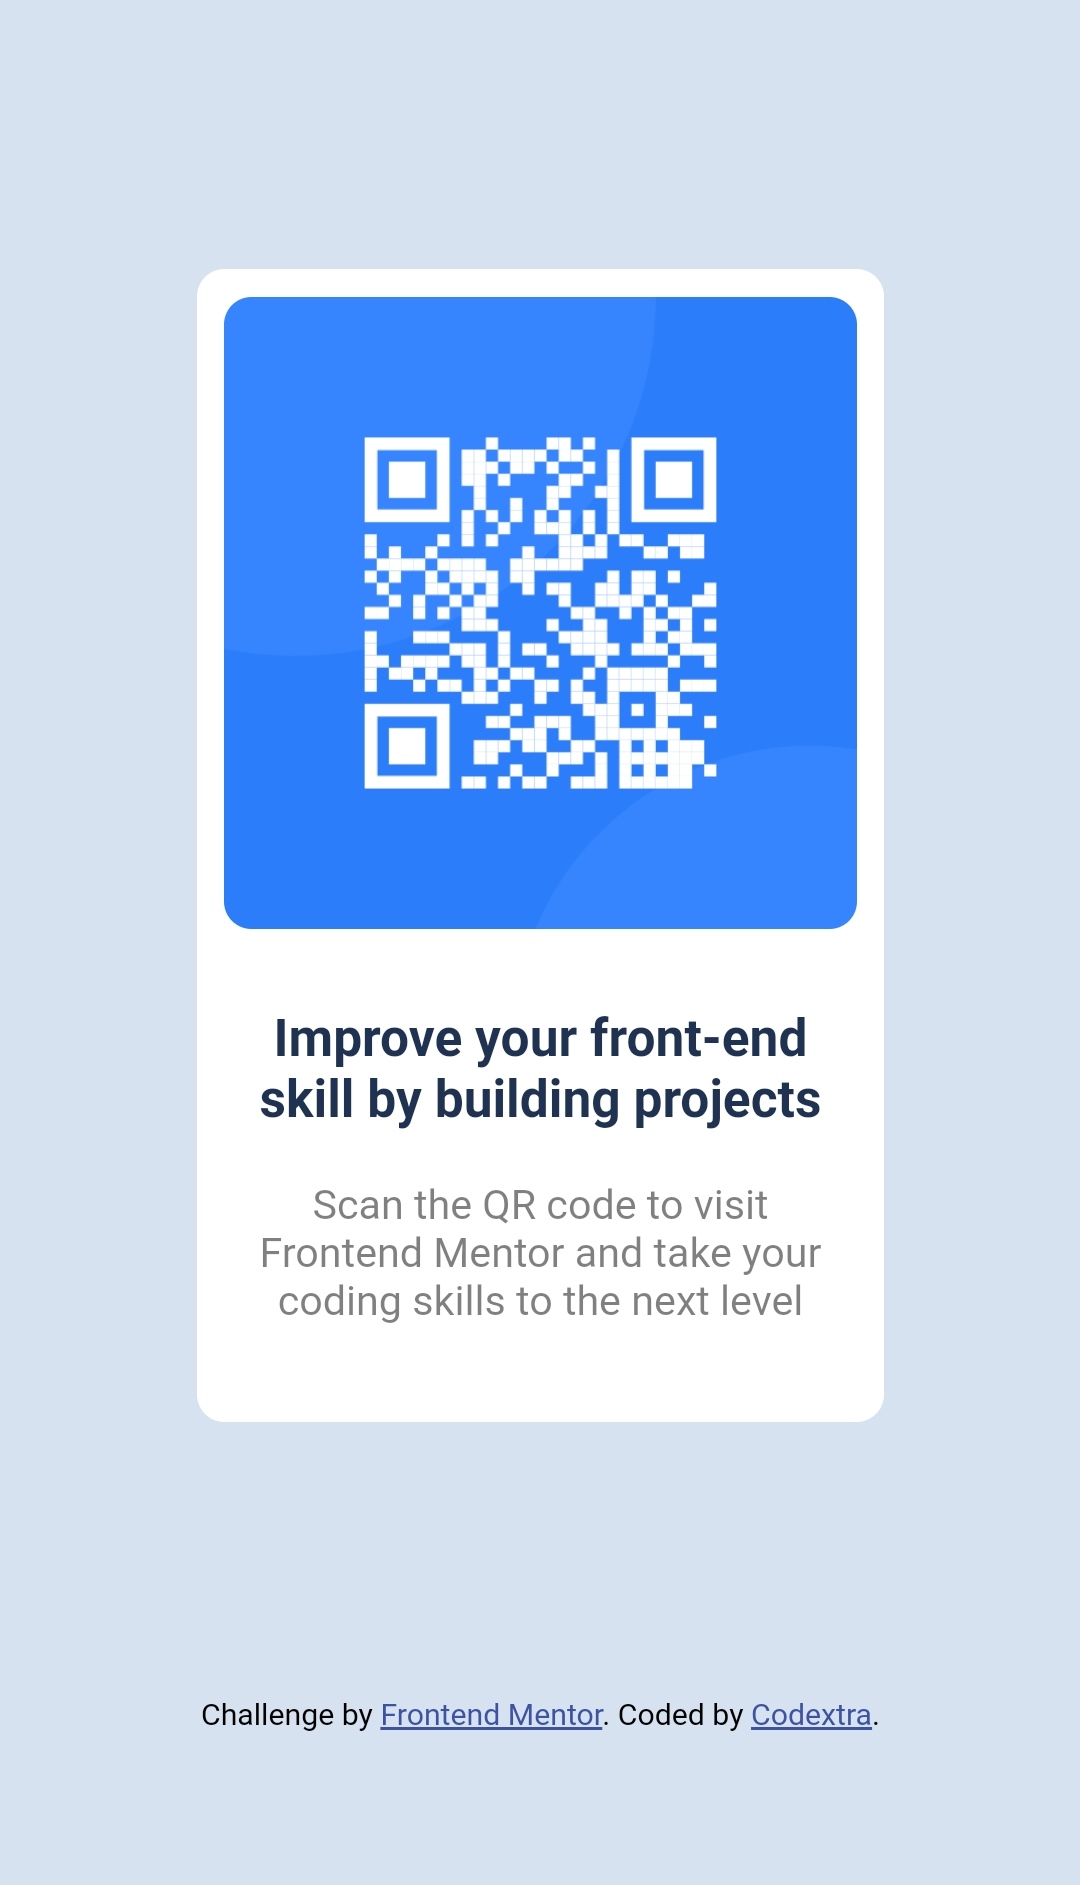 Improve your front-end
skill by building projects
Scan the QR code to visit
Frontend Mentor and take your
coding skills to the next level
Challenge by Frontend Mentor. Coded by Codextra.